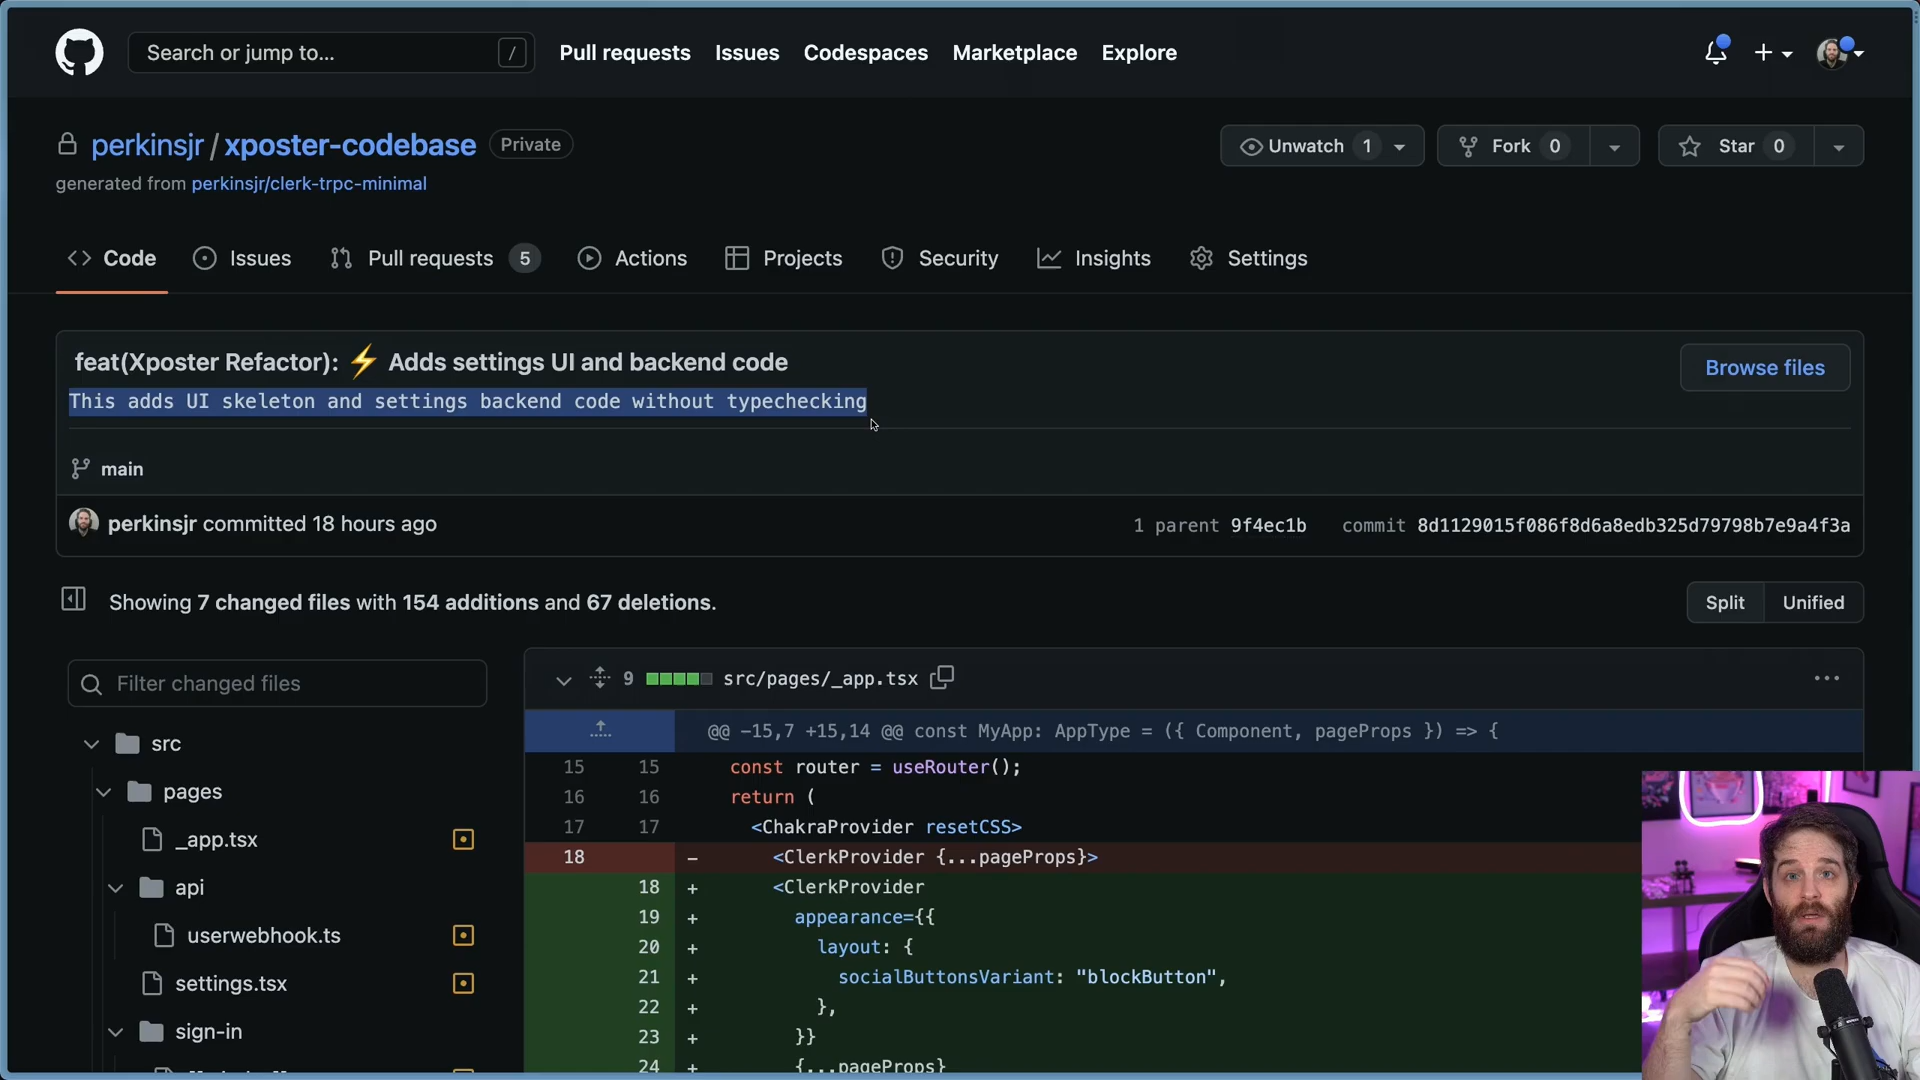 Search or jump to... /
Pull requests Issues Codespaces Marketplace Explore
perkinsjr / xposter-codebase Private
Unwatch 1 Fork 0 Star 0
generated from perkinsjr/clerk-trpc-minimal
Code Issues Pull requests 5 Actions Projects Security Insights Settings
feat(Xposter Refactor): ⚡ Adds settings UI and backend code
Browse files
This adds UI skeleton and settings backend code without typechecking
main
perkinsjr committed 18 hours ago
1 parent 9f4ec1b commit 8d1129015f086f8d6a8edb325d79798b7e9a4f3a
Showing 7 changed files with 154 additions and 67 deletions.
Split Unified
Filter changed files
src
pages
_app.tsx
api
userwebhook.ts
settings.tsx
sign-in
9 src/pages/_app.tsx
@@ -15,7 +15,14 @@ const MyApp: AppType = ({ Component, pageProps }) => {
15 15 const router = useRouter();
16 16 return (
17 17 <ChakraProvider resetCSS>
18 - <ClerkProvider {...pageProps}>
18 + <ClerkProvider
19 + appearance={{
20 + layout: {
21 + socialButtonsVariant: "blockButton",
22 + },
23 + }}
24 + {...pageProps}